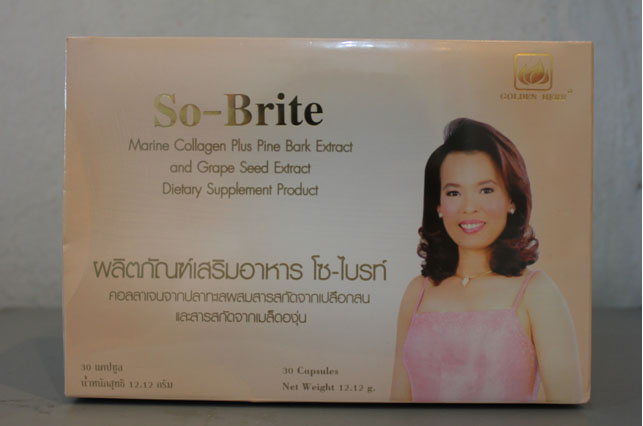 GOLDEN HERB
So-Brite
Marine Collagen Plus Pine Bark Extract
and Grape Seed Extract
Dietary Supplement Product
ผลิตภัณฑ์เสริมอาหาร โซ-ไบรท์
คอลลาเจนจากปลาทะเลผสมสารสกัดจากเปลือกสน
และสารสกัดจากเมล็ดองุ่น
30 แคปซูล
น้ำหนักสุทธิ 12.12 กรัม
30 Capsules
Net Weight 12.12 g.